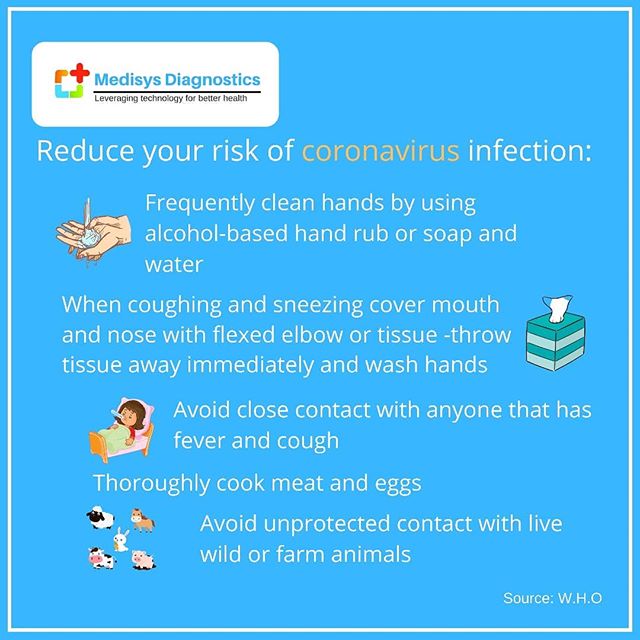 Medisys Diagnostics
Leveraging technology for better health
Reduce your risk of coronavirus infection:
Frequently clean hands by using
alcohol-based hand rub or soap and
water
When coughing and sneezing cover mouth
and nose with flexed elbow or tissue -throw
tissue away immediately and wash hands
Avoid close contact with anyone that has
fever and cough
Thoroughly cook meat and eggs
Avoid unprotected contact with live
wild or farm animals
Source: W.H.O